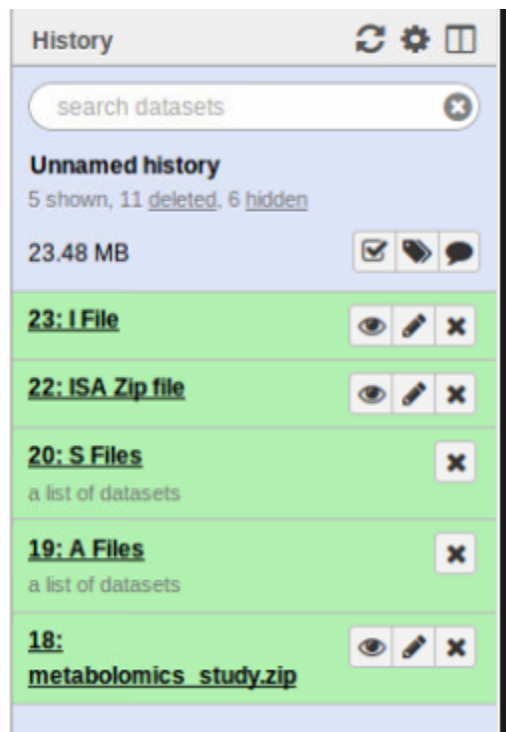 History
search datasets
Unnamed history
5 shown, 11 deleted, 6 hidden
23.48 MB
23: I File
22: ISA Zip file
20: S Files
a list of datasets
19: A Files
a list of datasets
18:
metabolomics_study.zip